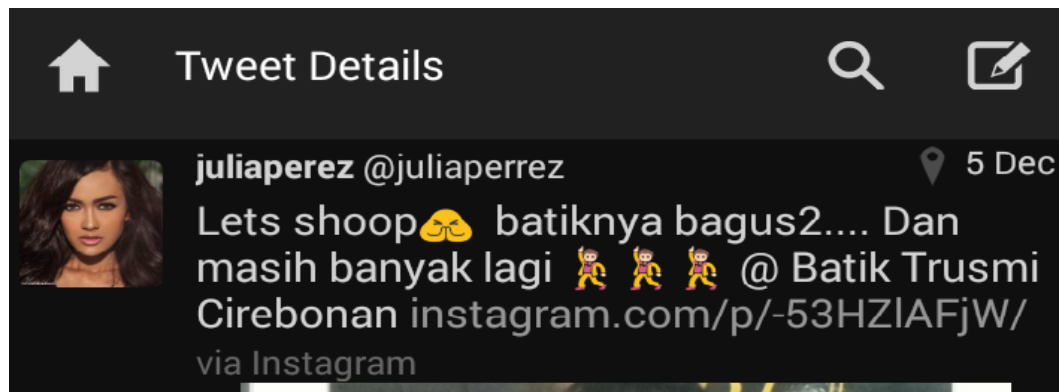 Tweet Details
juliaperez @juliaperrez 5 Dec
Lets shoop🙏 batiknya bagus2.... Dan
masih banyak lagi 💃 💃 💃 @ Batik Trusmi
Cirebonan instagram.com/p/-53HZlAFjW/
via Instagram